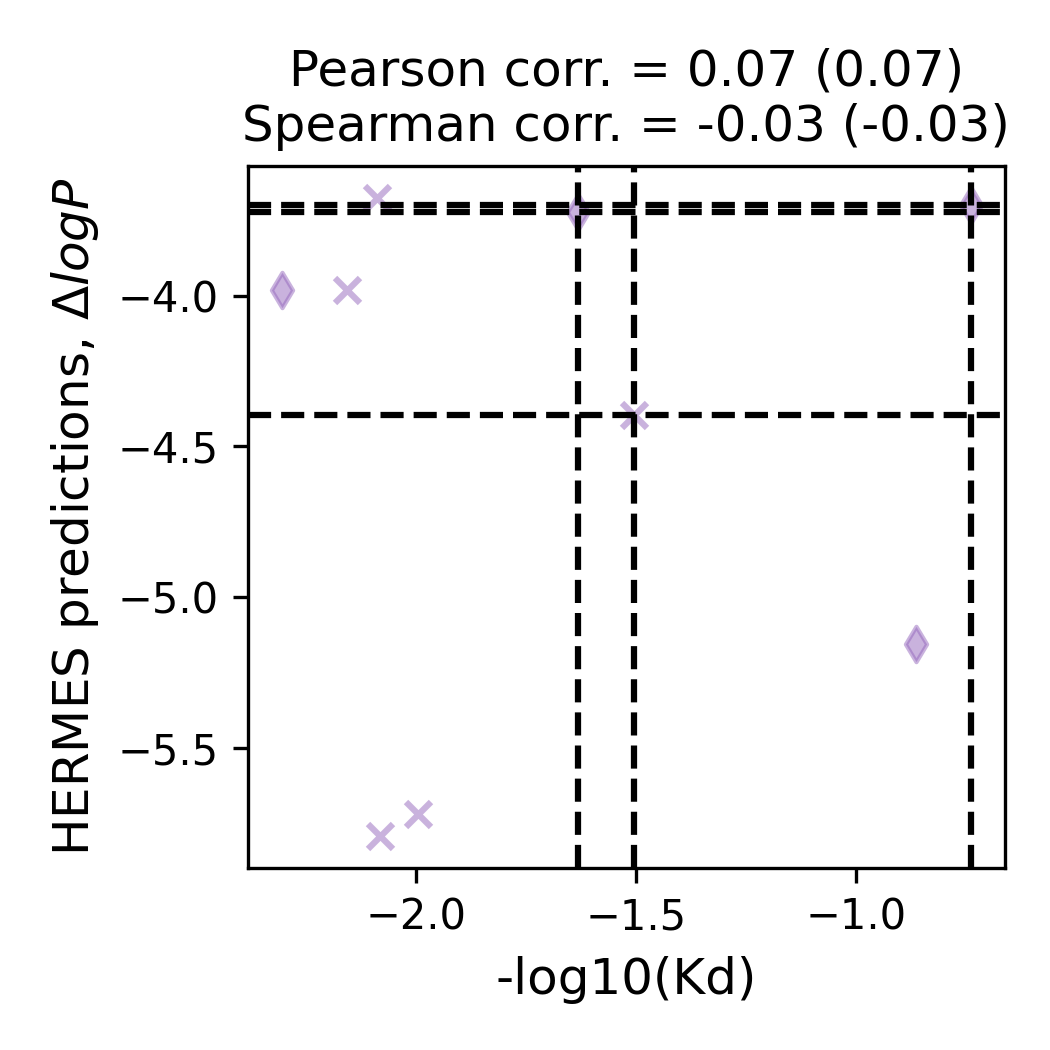 Pearson corr. = 0.07 (0.07)
Spearman corr. = -0.03 (-0.03)
HERMES predictions, ΔlogP
−4.0
−4.5
−5.0
−5.5
−2.0
−1.5
−1.0
-log10(Kd)